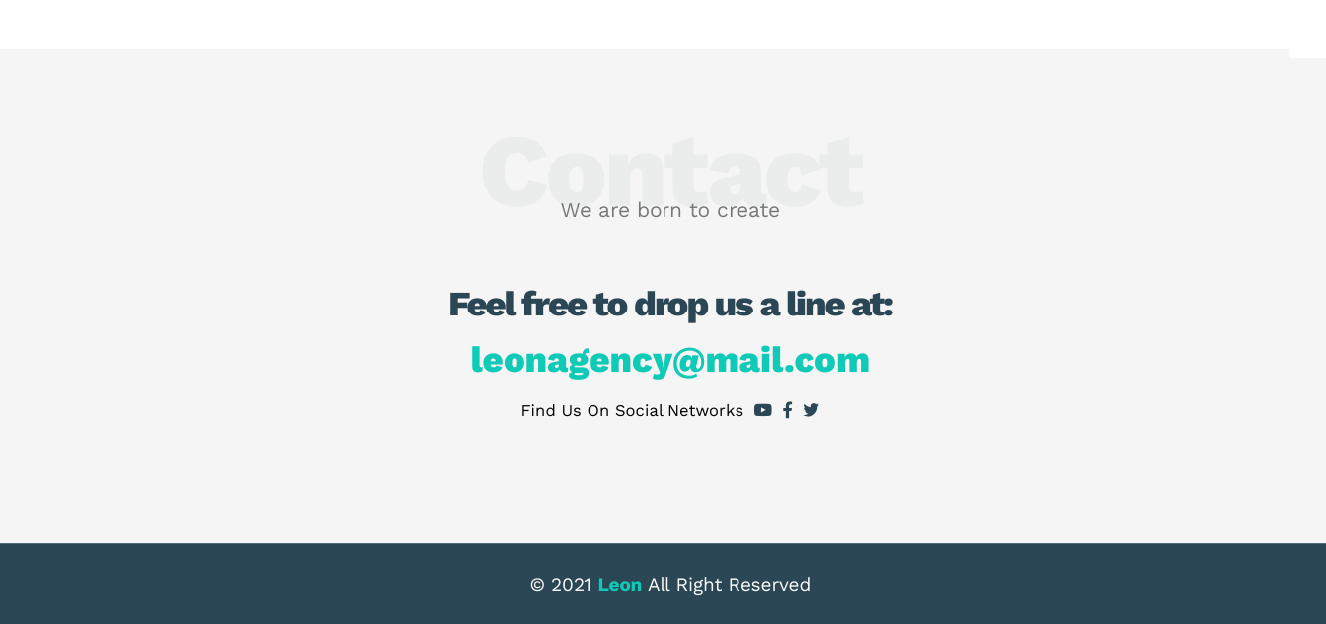 Contact
We are born to create
Feel free to drop us a line at:
leonagency@mail.com
Find Us On Social Networks
© 2021 Leon All Right Reserved